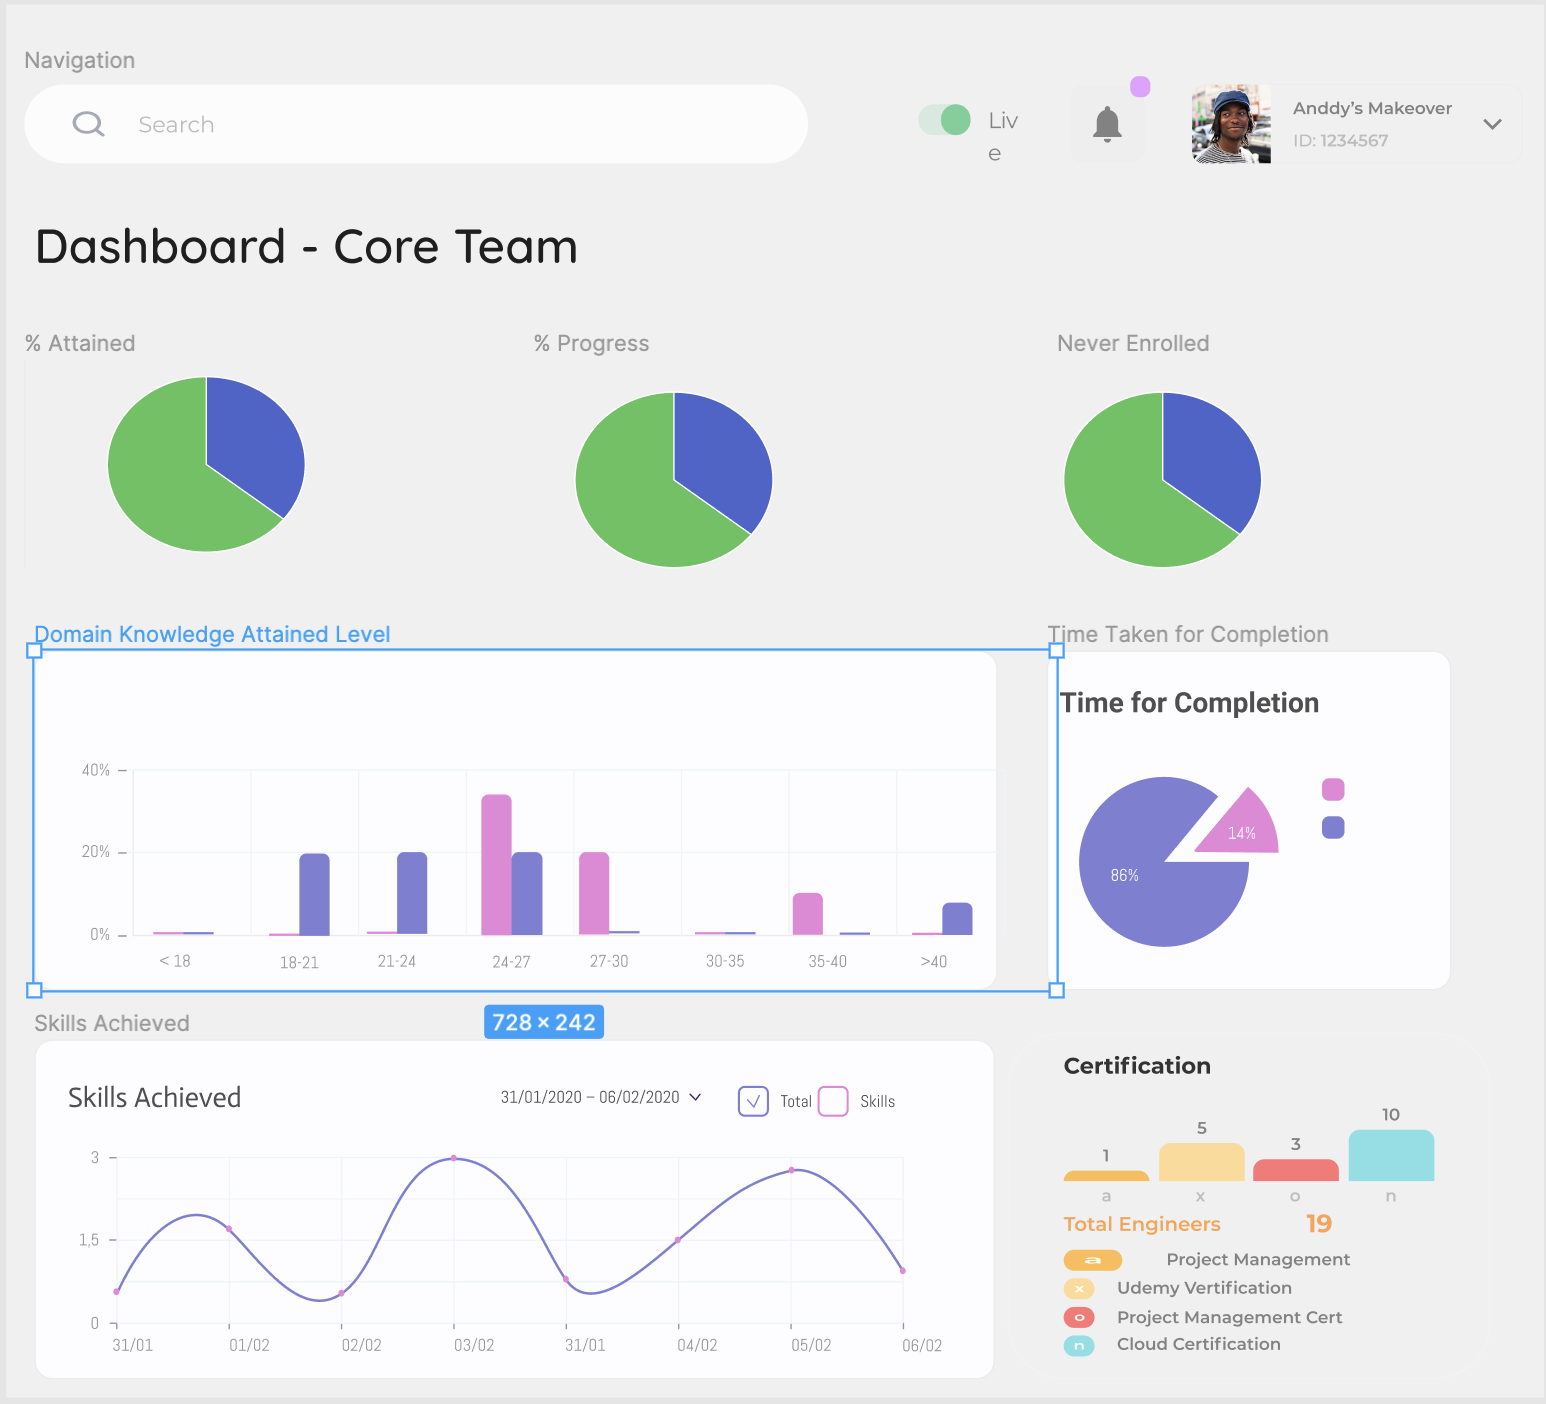 Navigation
Search
Liv
e
Anddy’s Makeover
ID: 1234567
Dashboard - Core Team
% Attained
% Progress
Never Enrolled
Domain Knowledge Attained Level
40%
20%
0%
< 18
18-21
21-24
24-27
27-30
30-35
35-40
>40
728 × 242
Time Taken for Completion
Time for Completion
14%
86%
Skills Achieved
Skills Achieved
31/01/2020 – 06/02/2020
Total
Skills
3
1,5
0
31/01
01/02
02/02
03/02
31/01
04/02
05/02
06/02
Certification
1
5
3
10
a
x
o
n
Total Engineers 19
a Project Management
x Udemy Vertification
o Project Management Cert
n Cloud Certification